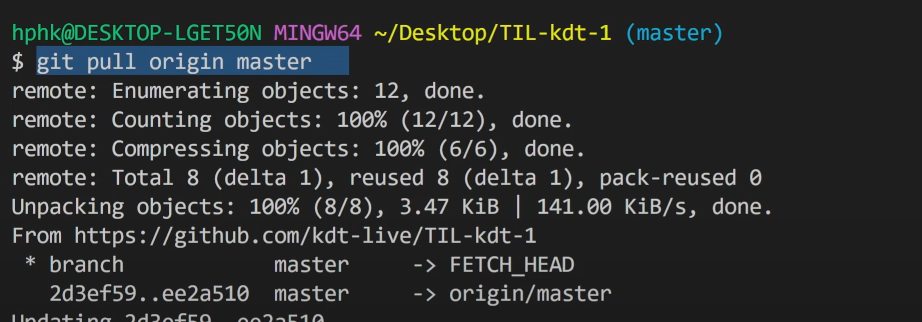 hphk@DESKTOP-LGET50N MINGW64 ~/Desktop/TIL-kdt-1 (master)
$ git pull origin master
remote: Enumerating objects: 12, done.
remote: Counting objects: 100% (12/12), done.
remote: Compressing objects: 100% (6/6), done.
remote: Total 8 (delta 1), reused 8 (delta 1), pack-reused 0
Unpacking objects: 100% (8/8), 3.47 KiB | 141.00 KiB/s, done.
From https://github.com/kdt-live/TIL-kdt-1
 * branch            master     -> FETCH_HEAD
   2d3ef59..ee2a510  master     -> origin/master
Updating 2d3ef59..ee2a510